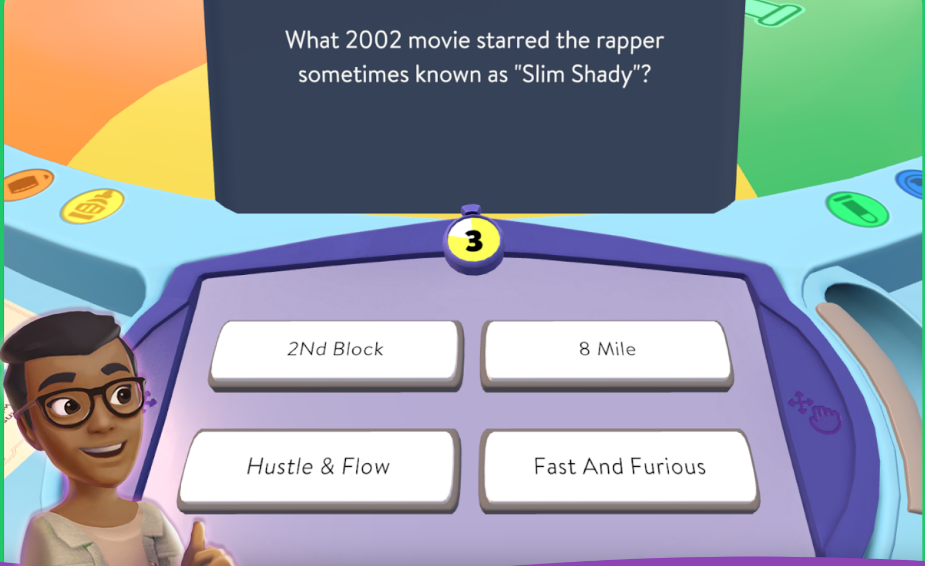 What 2002 movie starred the rapper
sometimes known as "Slim Shady"?
3
2Nd Block
8 Mile
Hustle & Flow
Fast And Furious